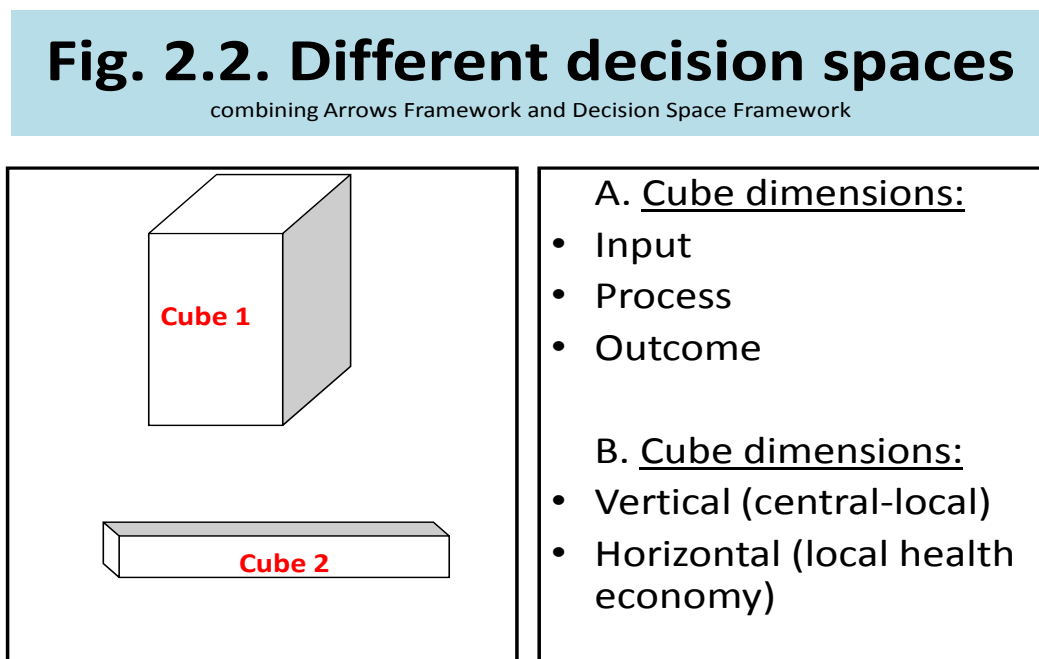 Fig. 2.2. Different decision spaces
combining Arrows Framework and Decision Space Framework
Cube 1
Cube 2
A. Cube dimensions:
• Input
• Process
• Outcome
B. Cube dimensions:
• Vertical (central-local)
• Horizontal (local health
economy)